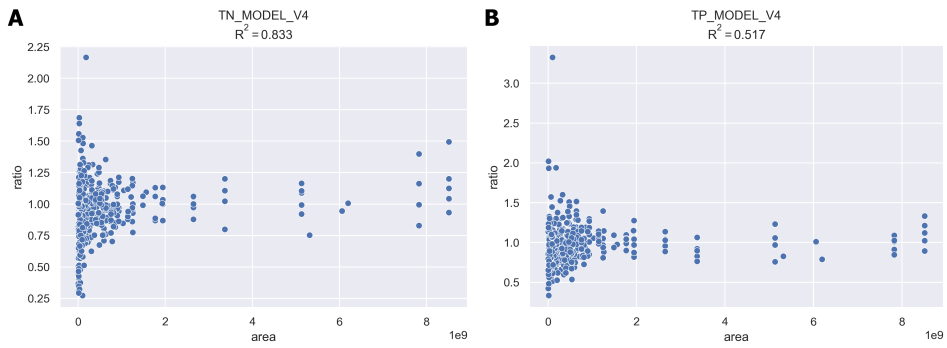 A
TN_MODEL_V4
R² = 0.833
2.25
2.00
1.75
1.50
1.25
1.00
0.75
0.50
0.25
ratio
0 2 4 6 8
1e9
area
B
TP_MODEL_V4
R² = 0.517
3.0
2.5
2.0
1.5
1.0
0.5
ratio
0 2 4 6 8
1e9
area